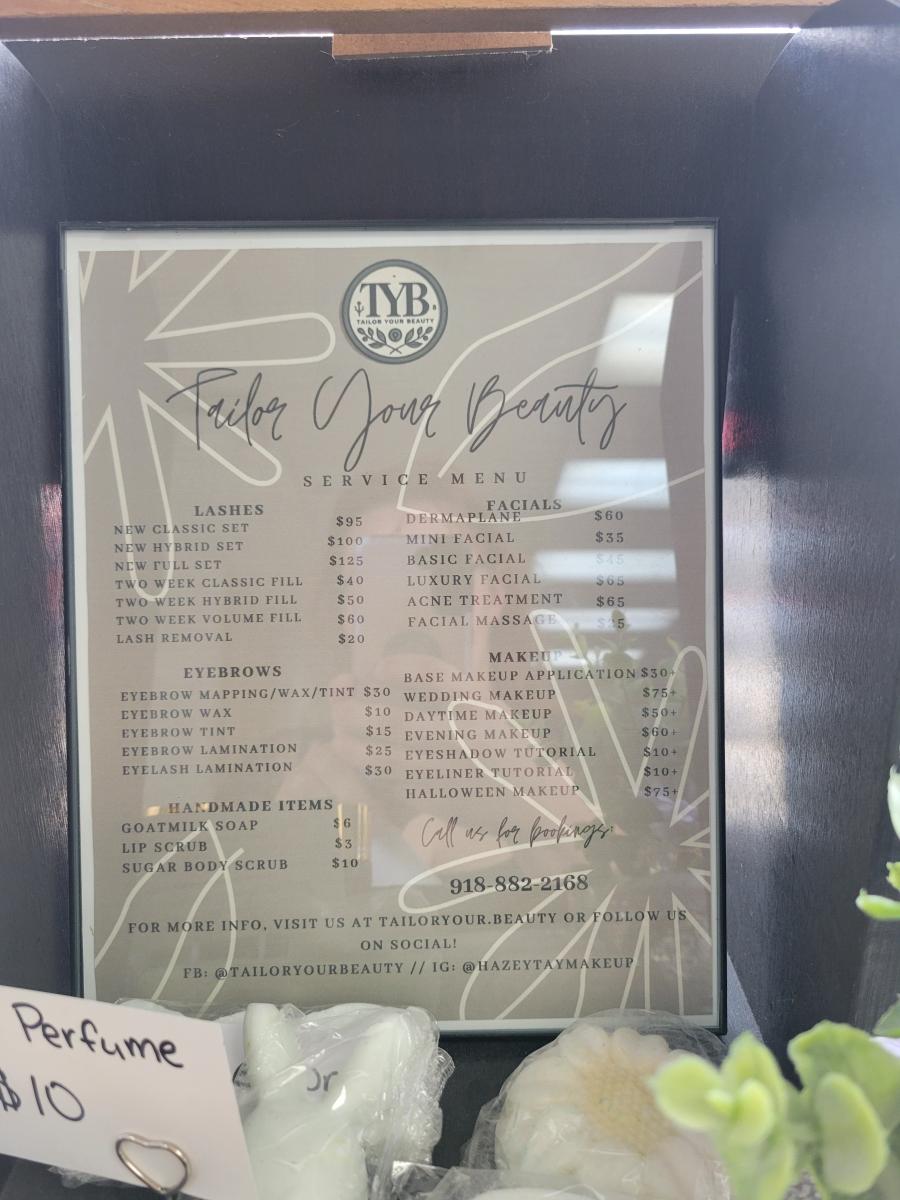 TYB
TAILOR YOUR BEAUTY
Tailor Your Beauty
SERVICE MENU
LASHES
NEW CLASSIC SET $95
NEW HYBRID SET $100
NEW FULL SET $125
TWO WEEK CLASSIC FILL $40
TWO WEEK HYBRID FILL $50
TWO WEEK VOLUME FILL $60
LASH REMOVAL $20
EYEBROWS
EYEBROW MAPPING/WAX/TINT $30
EYEBROW WAX $10
EYEBROW TINT $15
EYEBROW LAMINATION $25
EYELASH LAMINATION $30
HANDMADE ITEMS
GOATMILK SOAP $6
LIP SCRUB $3
SUGAR BODY SCRUB $10
FACIALS
DERMAPLANE $60
MINI FACIAL $35
BASIC FACIAL $45
LUXURY FACIAL $65
ACNE TREATMENT $65
FACIAL MASSAGE $25
MAKEUP
BASE MAKEUP APPLICATION $30+
WEDDING MAKEUP $75+
DAYTIME MAKEUP $50+
EVENING MAKEUP $60+
EYESHADOW TUTORIAL $10+
EYELINER TUTORIAL $10+
HALLOWEEN MAKEUP $75+
Call us for bookings:
918-882-2168
FOR MORE INFO, VISIT US AT TAILORYOUR.BEAUTY OR FOLLOW US
ON SOCIAL!
FB: @TAILORYOURBEAUTY // IG: @HAZEYTAYMAKEUP
Perfume
$10